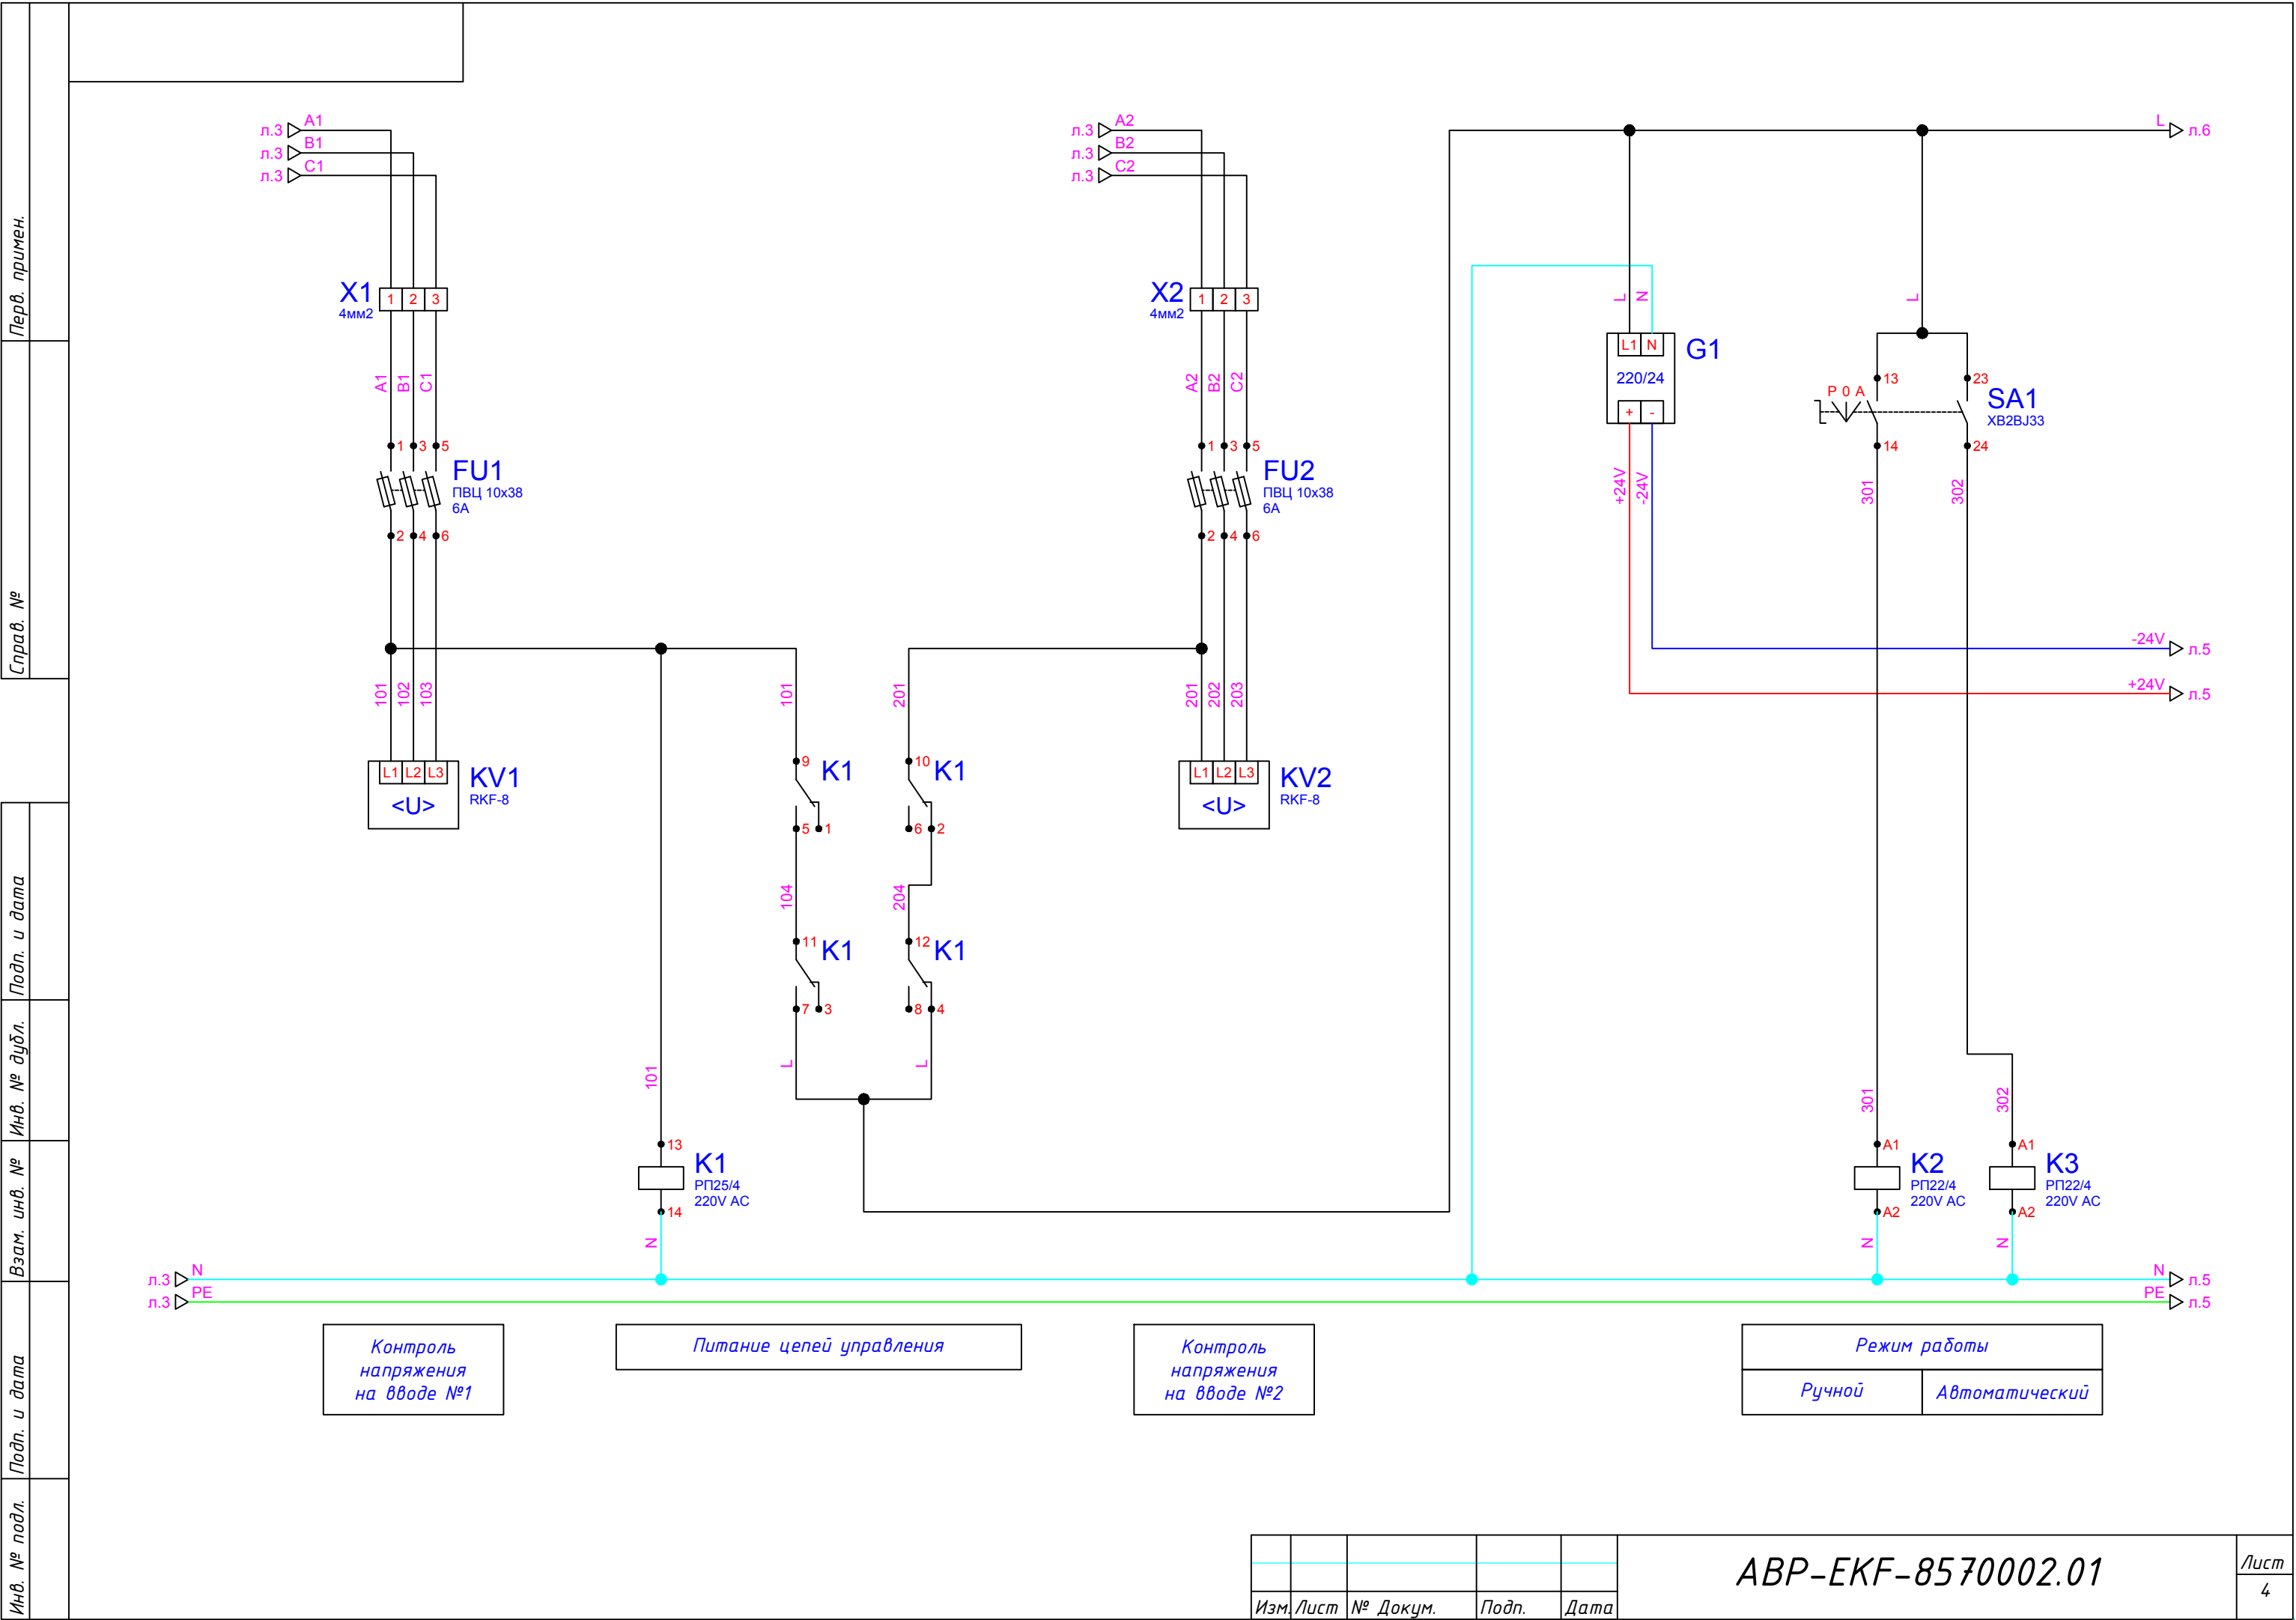 Перв. примен.
Справ. №
Подп. и дата
Инв. № дубл.
Взам. инв. №
Подп. и дата
Инв. № подл.
л.3 A1
л.3 B1
л.3 C1
X1
4мм2
1 2 3
A1 B1 C1
1 3 5
FU1
ПВЦ 10x38
6A
2 4 6
101 102 103
L1 L2 L3
<U>
KV1
RKF-8
101
13
K1
РП25/4
220V AC
14
N
101
9
K1
5 1
104
11
K1
7 3
L
201
10
K1
6 2
204
12
K1
8 4
L
л.3 A2
л.3 B2
л.3 C2
X2
4мм2
1 2 3
A2 B2 C2
1 3 5
FU2
ПВЦ 10x38
6A
2 4 6
201 202 203
L1 L2 L3
<U>
KV2
RKF-8
L л.6
L N
L1 N
G1
220/24
+ -
+24V -24V
-24V л.5
+24V л.5
L
13 23
P 0 A
SA1
XB2BJ33
14 24
301 302
301 302
A1
K2
РП22/4
220V AC
A2
N
A1
K3
РП22/4
220V AC
A2
N
л.3 N
л.3 PE
N л.5
PE л.5
Контроль
напряжения
на вводе №1
Питание цепей управления
Контроль
напряжения
на вводе №2
Режим работы
Ручной Автоматический
Изм. Лист № Докум. Подп. Дата
АВР-EKF-8570002.01
Лист
4